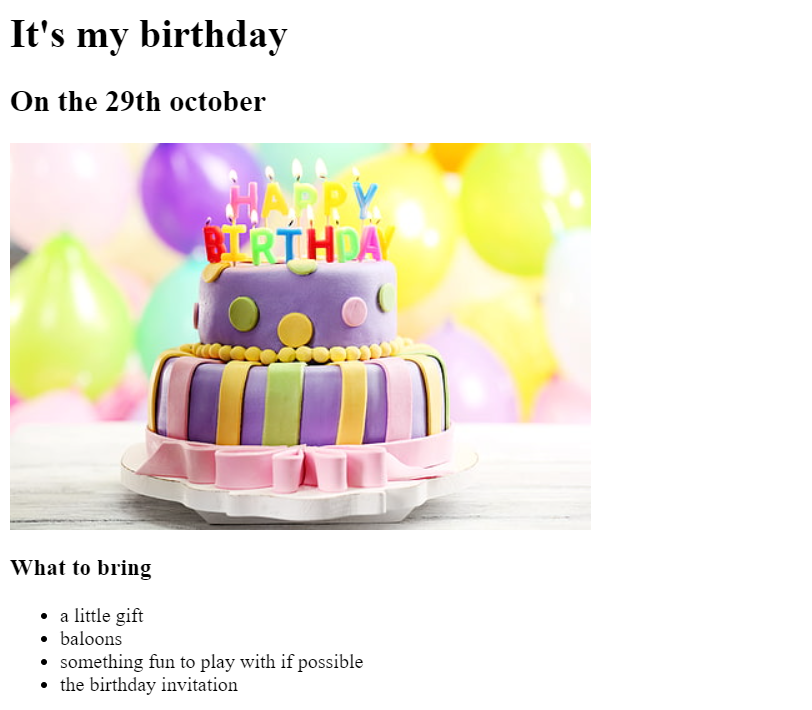 It's my birthday
On the 29th october
HAPPY
BIRTHDAY
What to bring
a little gift
baloons
something fun to play with if possible
the birthday invitation